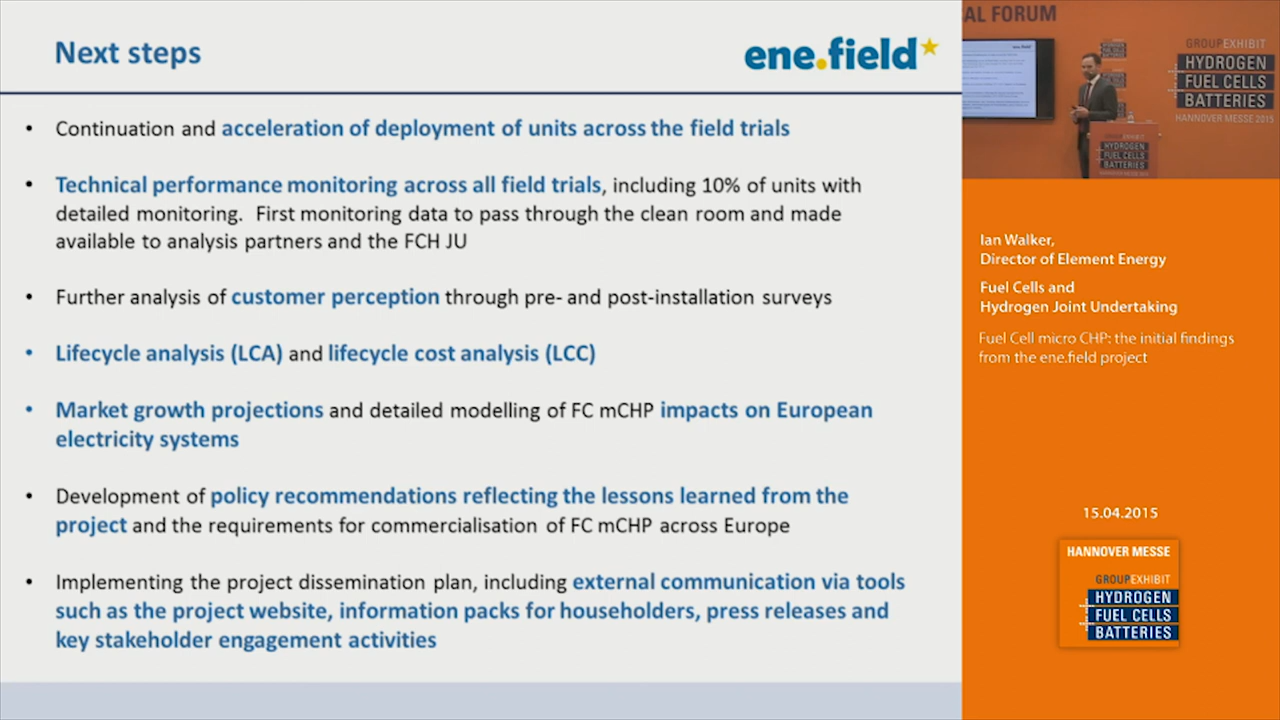 Next steps
ene.field
• Continuation and acceleration of deployment of units across the field trials
• Technical performance monitoring across all field trials, including 10% of units with
detailed monitoring. First monitoring data to pass through the clean room and made
available to analysis partners and the FCH JU
• Further analysis of customer perception through pre- and post-installation surveys
• Lifecycle analysis (LCA) and lifecycle cost analysis (LCC)
• Market growth projections and detailed modelling of FC mCHP impacts on European
electricity systems
• Development of policy recommendations reflecting the lessons learned from the
project and the requirements for commercialisation of FC mCHP across Europe
• Implementing the project dissemination plan, including external communication via tools
such as the project website, information packs for householders, press releases and
key stakeholder engagement activities
AL FORUM
GROUPEXHIBIT
HYDROGEN
FUEL CELLS
BATTERIES
HANNOVER MESSE 2015
HYDROGEN
FUEL CELLS
BATTERIES
Ian Walker,
Director of Element Energy
Fuel Cells and
Hydrogen Joint Undertaking
Fuel Cell micro CHP: the initial findings
from the ene.field project
15.04.2015
HANNOVER MESSE
GROUPEXHIBIT
HYDROGEN
FUEL CELLS
BATTERIES